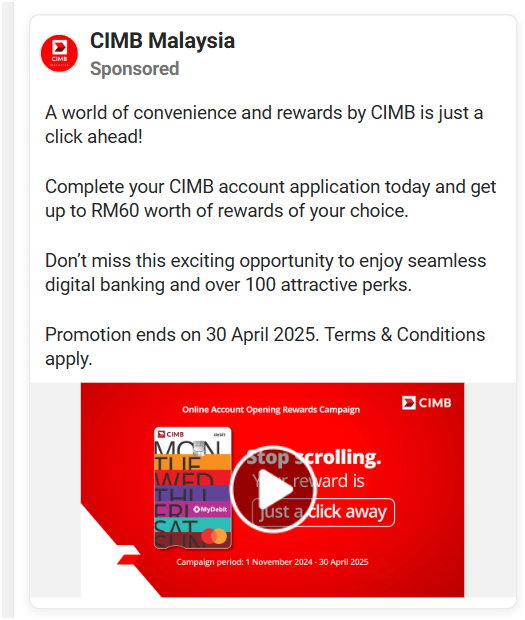 CIMB Malaysia
CIMB
MALAYSIA
Sponsored
A world of convenience and rewards by CIMB is just a
click ahead!
Complete your CIMB account application today and get
up to RM60 worth of rewards of your choice.
Don’t miss this exciting opportunity to enjoy seamless
digital banking and over 100 attractive perks.
Promotion ends on 30 April 2025. Terms & Conditions
apply.
CIMB
Online Account Opening Rewards Campaign
CIMB DEBIT
MON
TUE
WED
THU
FRI
MyDebit
SAT
SUN
Stop scrolling.
Your reward is
just a click away
Campaign period: 1 November 2024 - 30 April 2025